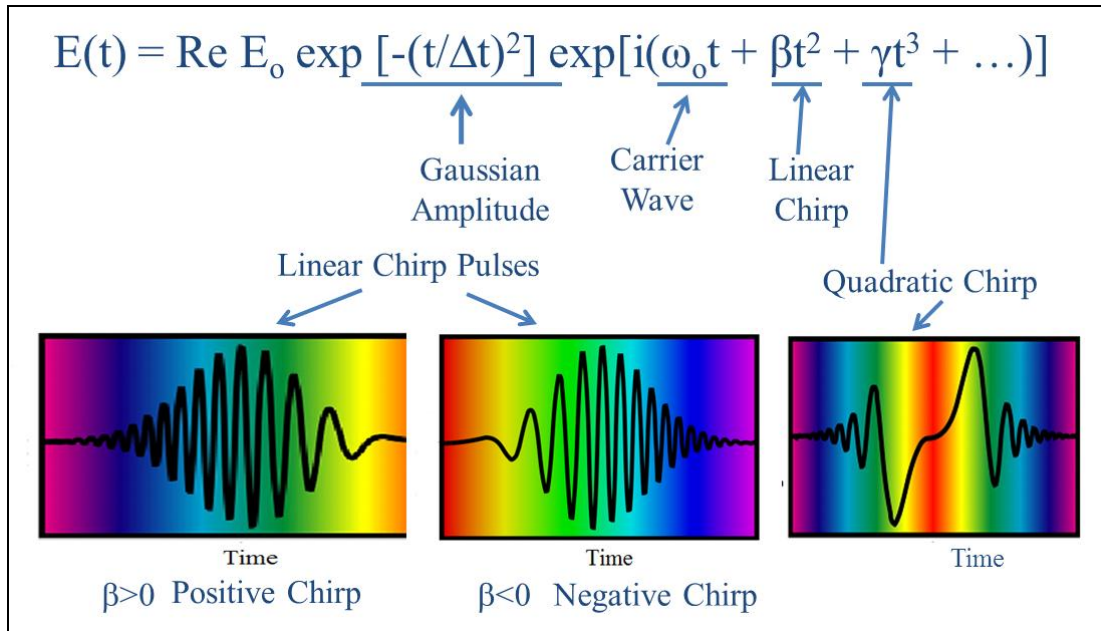 E(t) = Re E₀ exp [-(t/Δt)²] exp[i(ω₀t + βt² + γt³ + …)]
Gaussian
Amplitude
Carrier
Wave
Linear
Chirp
Linear Chirp Pulses
Quadratic Chirp
Time
Time
Time
β>0 Positive Chirp
β<0 Negative Chirp